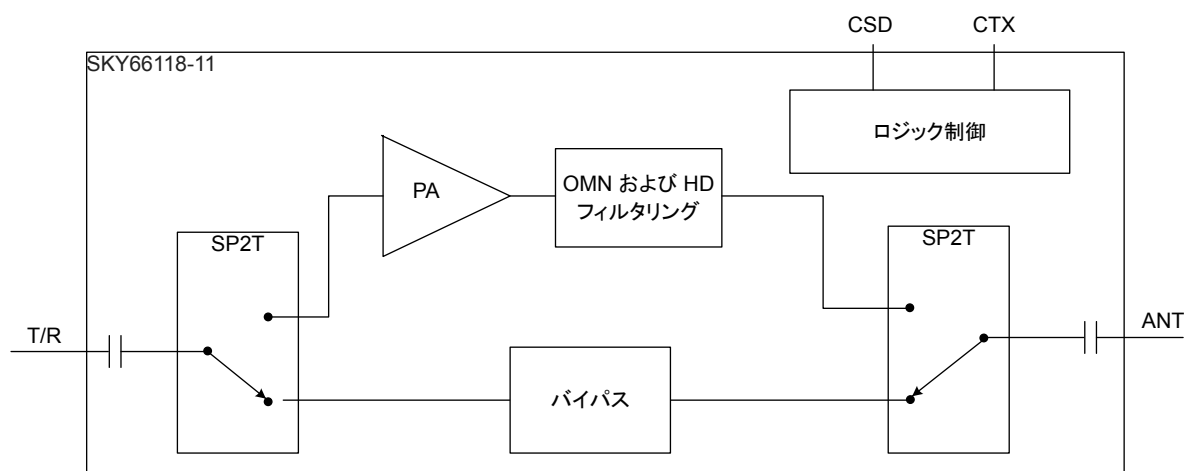 CSD
CTX
SKY66118-11
ロジック制御
PA
OMN および HD
フィルタリング
SP2T
SP2T
T/R
ANT
バイパス